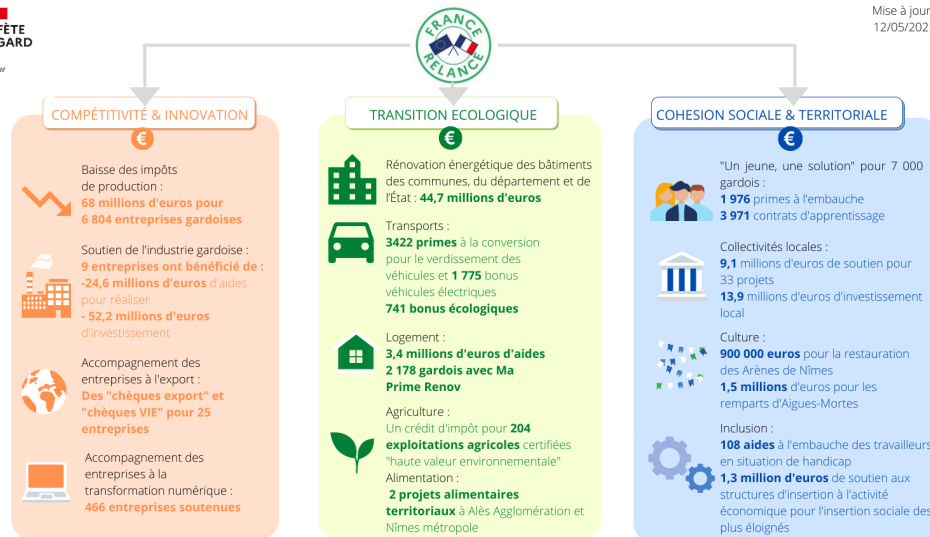 FÈTE
GARD
Mise à jour
12/05/202
FRANCE
RELANCE
COMPÉTITIVITÉ & INNOVATION
€
Baisse des impôts
de production :
68 millions d'euros pour
6 804 entreprises gardoises
Soutien de l'industrie gardoise :
9 entreprises ont bénéficié de :
-24,6 millions d'euros d'aides
pour réaliser
- 52,2 millions d'euros
d'investissement
Accompagnement des
entreprises à l'export :
Des "chèques export" et
"chèques VIE" pour 25
entreprises
Accompagnement des
entreprises à la
transformation numérique :
466 entreprises soutenues
TRANSITION ECOLOGIQUE
€
Rénovation énergétique des bâtiments
des communes, du département et de
l'État : 44,7 millions d'euros
Transports :
3422 primes à la conversion
pour le verdissement des
véhicules et 1 775 bonus
véhicules électriques
741 bonus écologiques
Logement :
3,4 millions d'euros d'aides
2 178 gardois avec Ma
Prime Renov
Agriculture :
Un crédit d'impôt pour 204
exploitations agricoles certifiées
"haute valeur environnementale"
Alimentation :
2 projets alimentaires
territoriaux à Alès Agglomération et
Nîmes métropole
COHESION SOCIALE & TERRITORIALE
€
"Un jeune, une solution" pour 7 000
gardois :
1 976 primes à l'embauche
3 971 contrats d'apprentissage
Collectivités locales :
9,1 millions d'euros de soutien pour
33 projets
13,9 millions d'euros d'investissement
local
Culture :
900 000 euros pour la restauration
des Arènes de Nîmes
1,5 millions d'euros pour les
remparts d'Aigues-Mortes
Inclusion :
108 aides à l'embauche des travailleurs
en situation de handicap
1,3 million d'euros de soutien aux
structures d'insertion à l'activité
économique pour l'insertion sociale des
plus éloignés